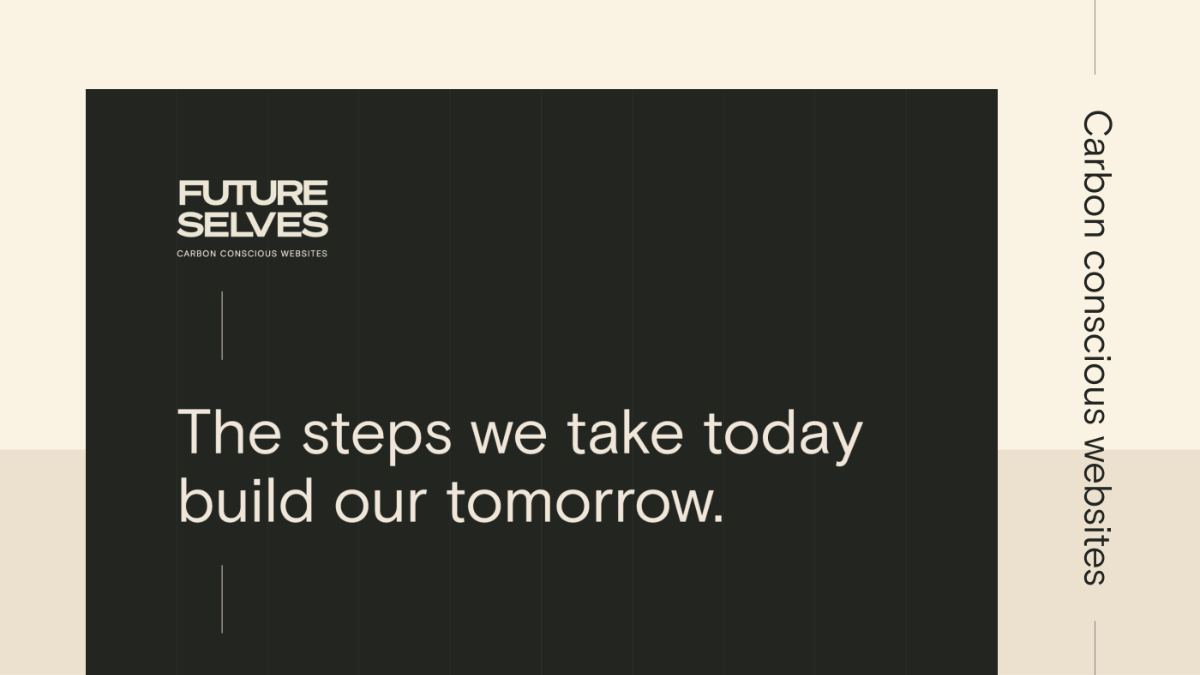 FUTURE
SELVES
CARBON CONSCIOUS WEBSITES
The steps we take today
build our tomorrow.
Carbon conscious websites